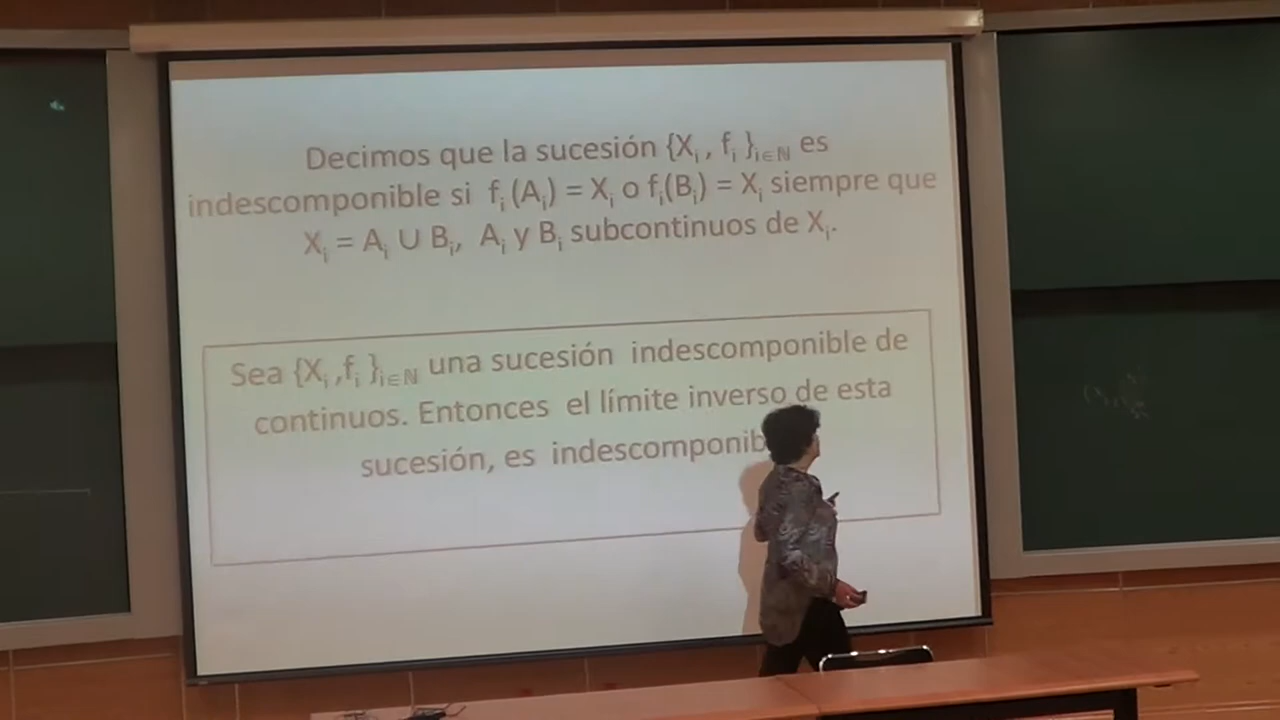 Decimos que la sucesión {Xᵢ , fᵢ }ᵢ∈ℕ es
indescomponible si fᵢ (Aᵢ) = Xᵢ o fᵢ(Bᵢ) = Xᵢ siempre que
Xᵢ = Aᵢ ∪ Bᵢ, Aᵢ y Bᵢ subcontinuos de Xᵢ.
Sea {Xᵢ ,fᵢ }ᵢ∈ℕ una sucesión indescomponible de
continuos. Entonces el límite inverso de esta
sucesión, es indescomponib